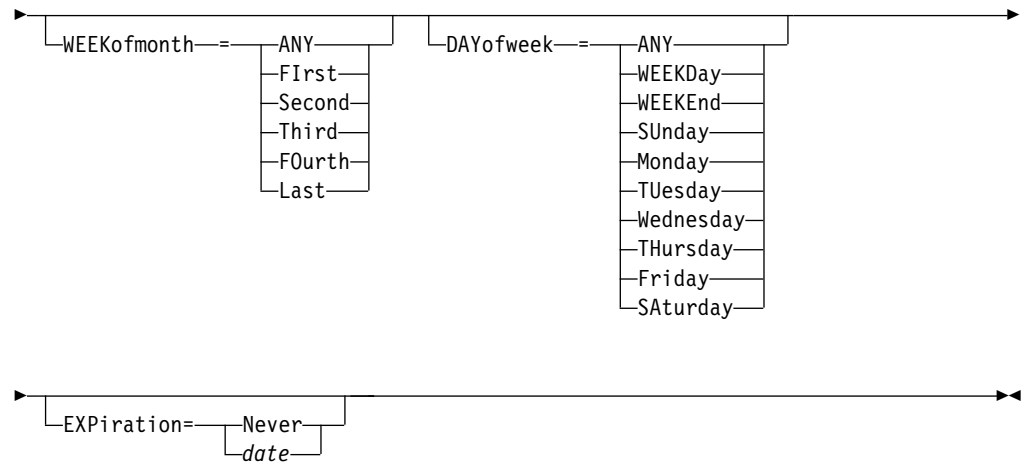 WEEKofmonth = ANY DAYofweek = ANY
FIrst WEEKDay
Second WEEKEnd
Third SUnday
FOurth Monday
Last TUesday
Wednesday
THursday
Friday
SAturday
EXPiration= Never
date